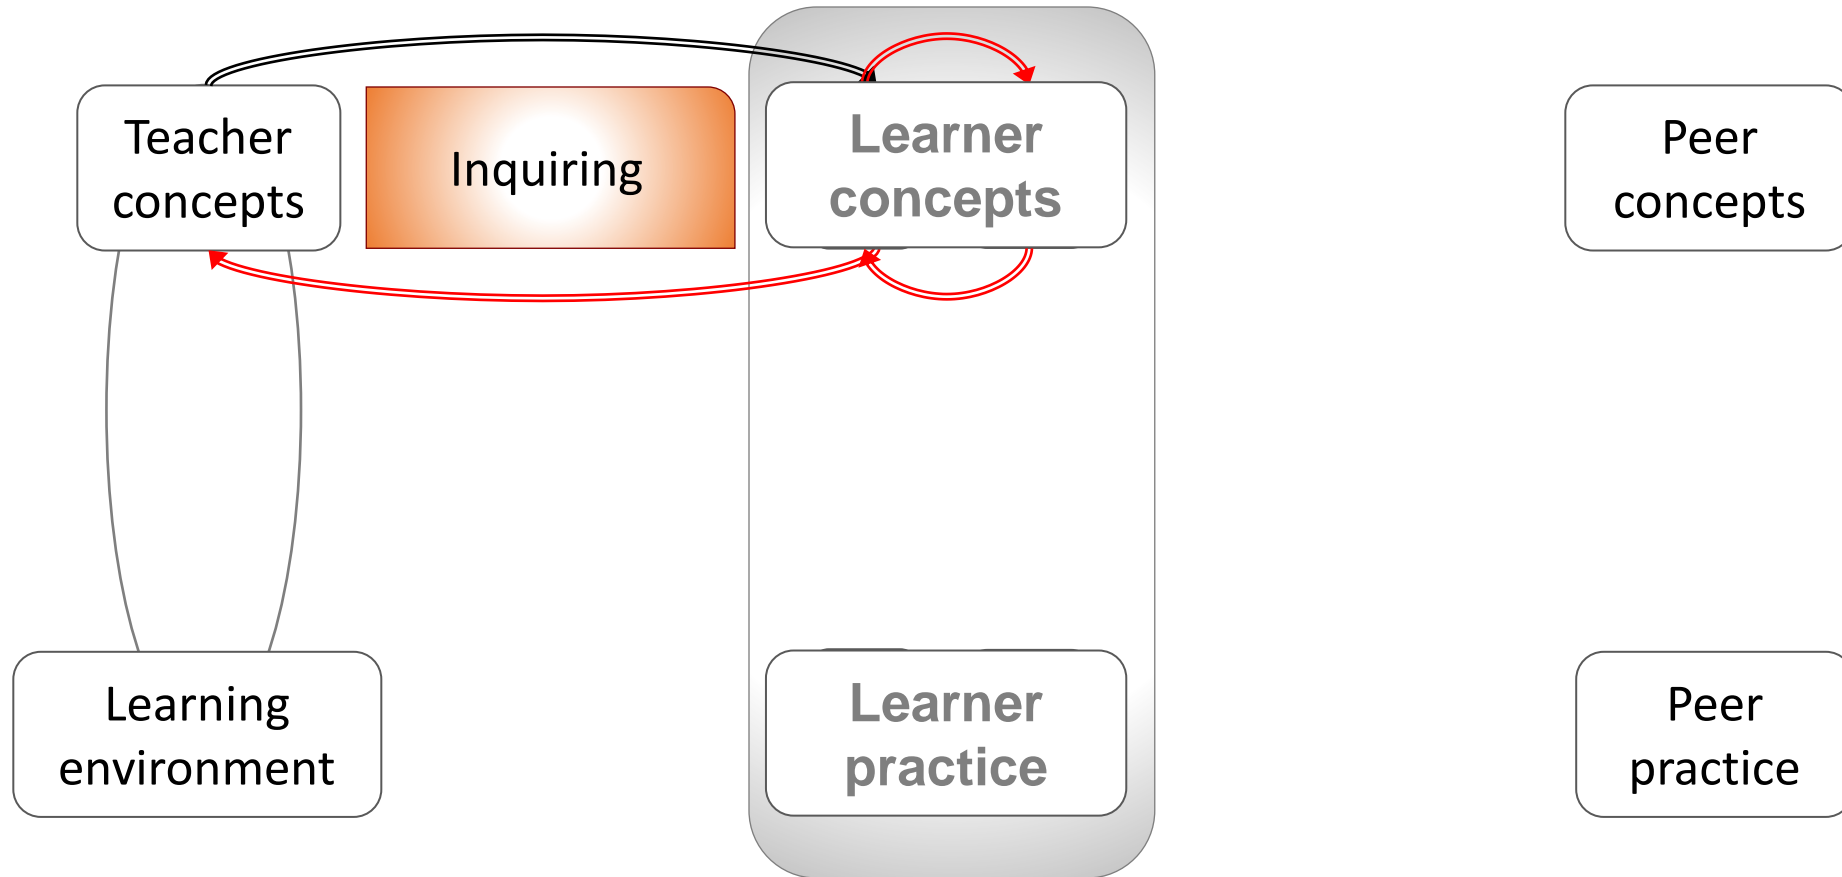 Teacher
concepts
Inquiring
Learner
concepts
Peer
concepts
Learning
environment
Learner
practice
Peer
practice